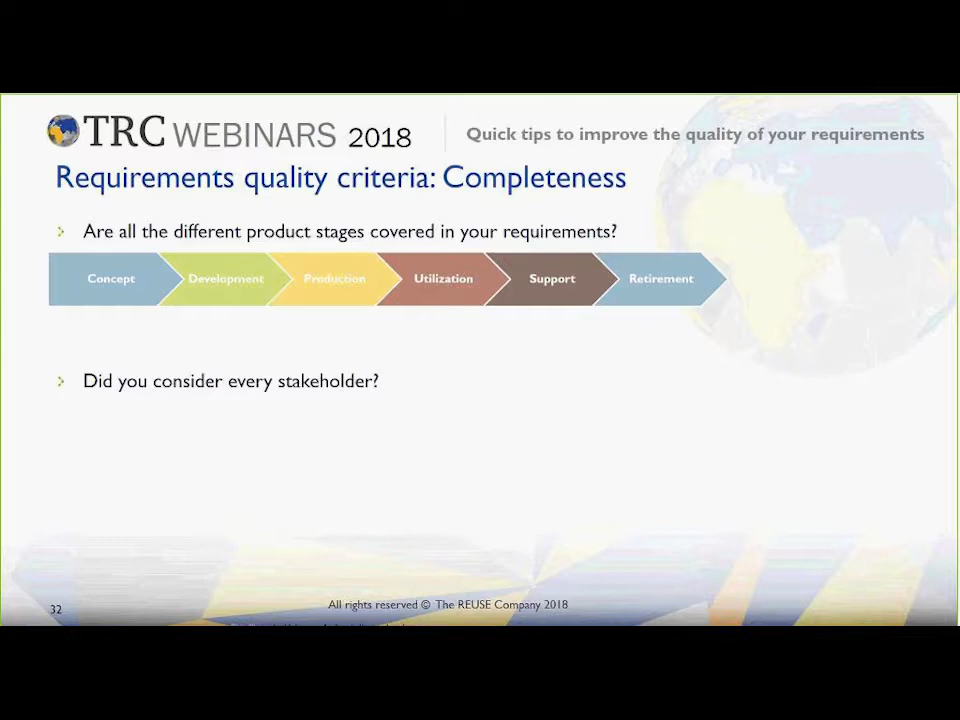 TRC WEBINARS 2018
Quick tips to improve the quality of your requirements
Requirements quality criteria: Completeness
Are all the different product stages covered in your requirements?
Concept Development Production Utilization Support Retirement
Did you consider every stakeholder?
32
All rights reserved © The REUSE Company 2018